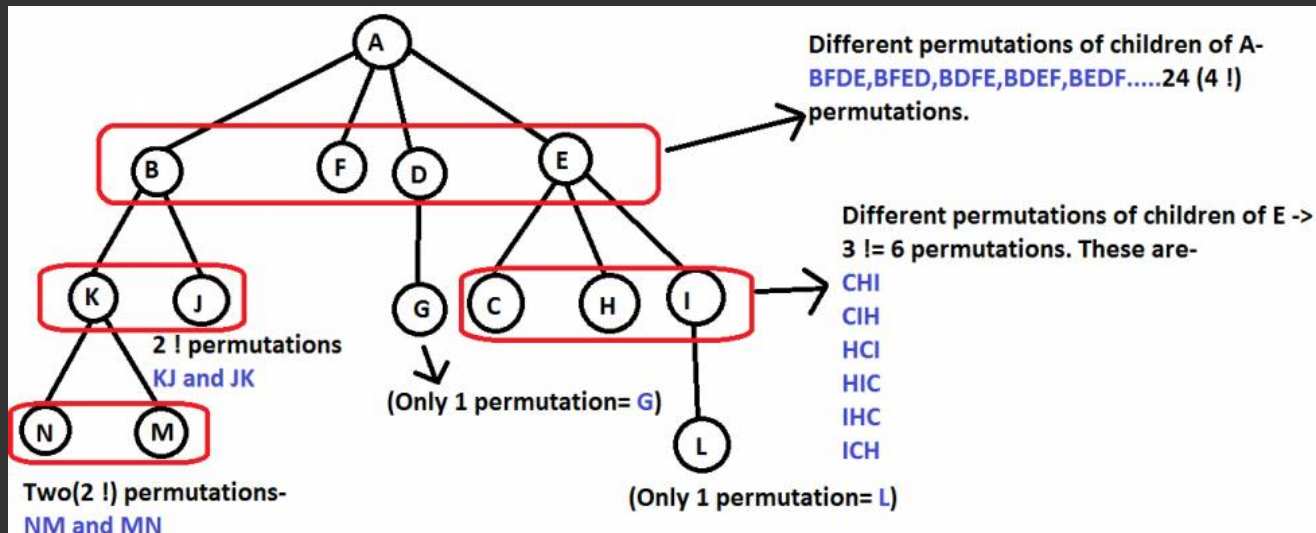 A
Different permutations of children of A-
BFDE,BFED,BDFE,BDEF,BEDF.....24 (4 !)
permutations.
B F D E
Different permutations of children of E ->
3 != 6 permutations. These are-
CHI
CIH
HCI
HIC
IHC
ICH
K J G C H I
2 ! permutations
KJ and JK
(Only 1 permutation= G)
N M L
Two(2 !) permutations-
NM and MN
(Only 1 permutation= L)